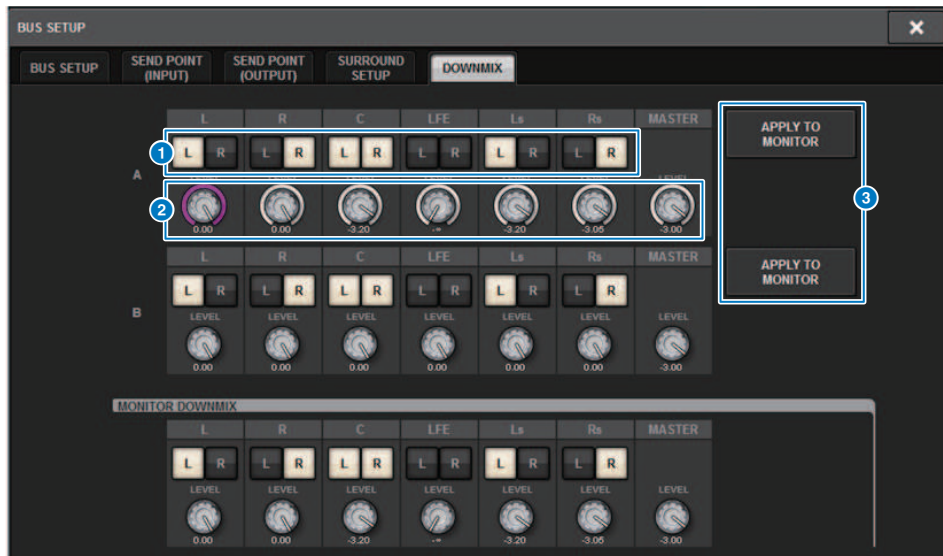 BUS SETUP
BUS SETUP SEND POINT (INPUT) SEND POINT (OUTPUT) SURROUND SETUP DOWNMIX
L R C LFE Ls Rs MASTER
APPLY TO MONITOR
1 L R L R L R L R L R L R
A
LEVEL
2 3
0.00 0.00 -3.20 -∞ -3.20 -3.05 -3.00
L R C LFE Ls Rs MASTER
APPLY TO MONITOR
L R L R L R L R L R L R
B
LEVEL LEVEL LEVEL LEVEL LEVEL LEVEL LEVEL
0.00 0.00 0.00 0.00 0.00 0.00 -3.00
MONITOR DOWNMIX
L R C LFE Ls Rs MASTER
L R L R L R L R L R L R
LEVEL LEVEL LEVEL LEVEL LEVEL LEVEL LEVEL
0.00 0.00 -3.20 -∞ -3.20 -3.05 -3.00